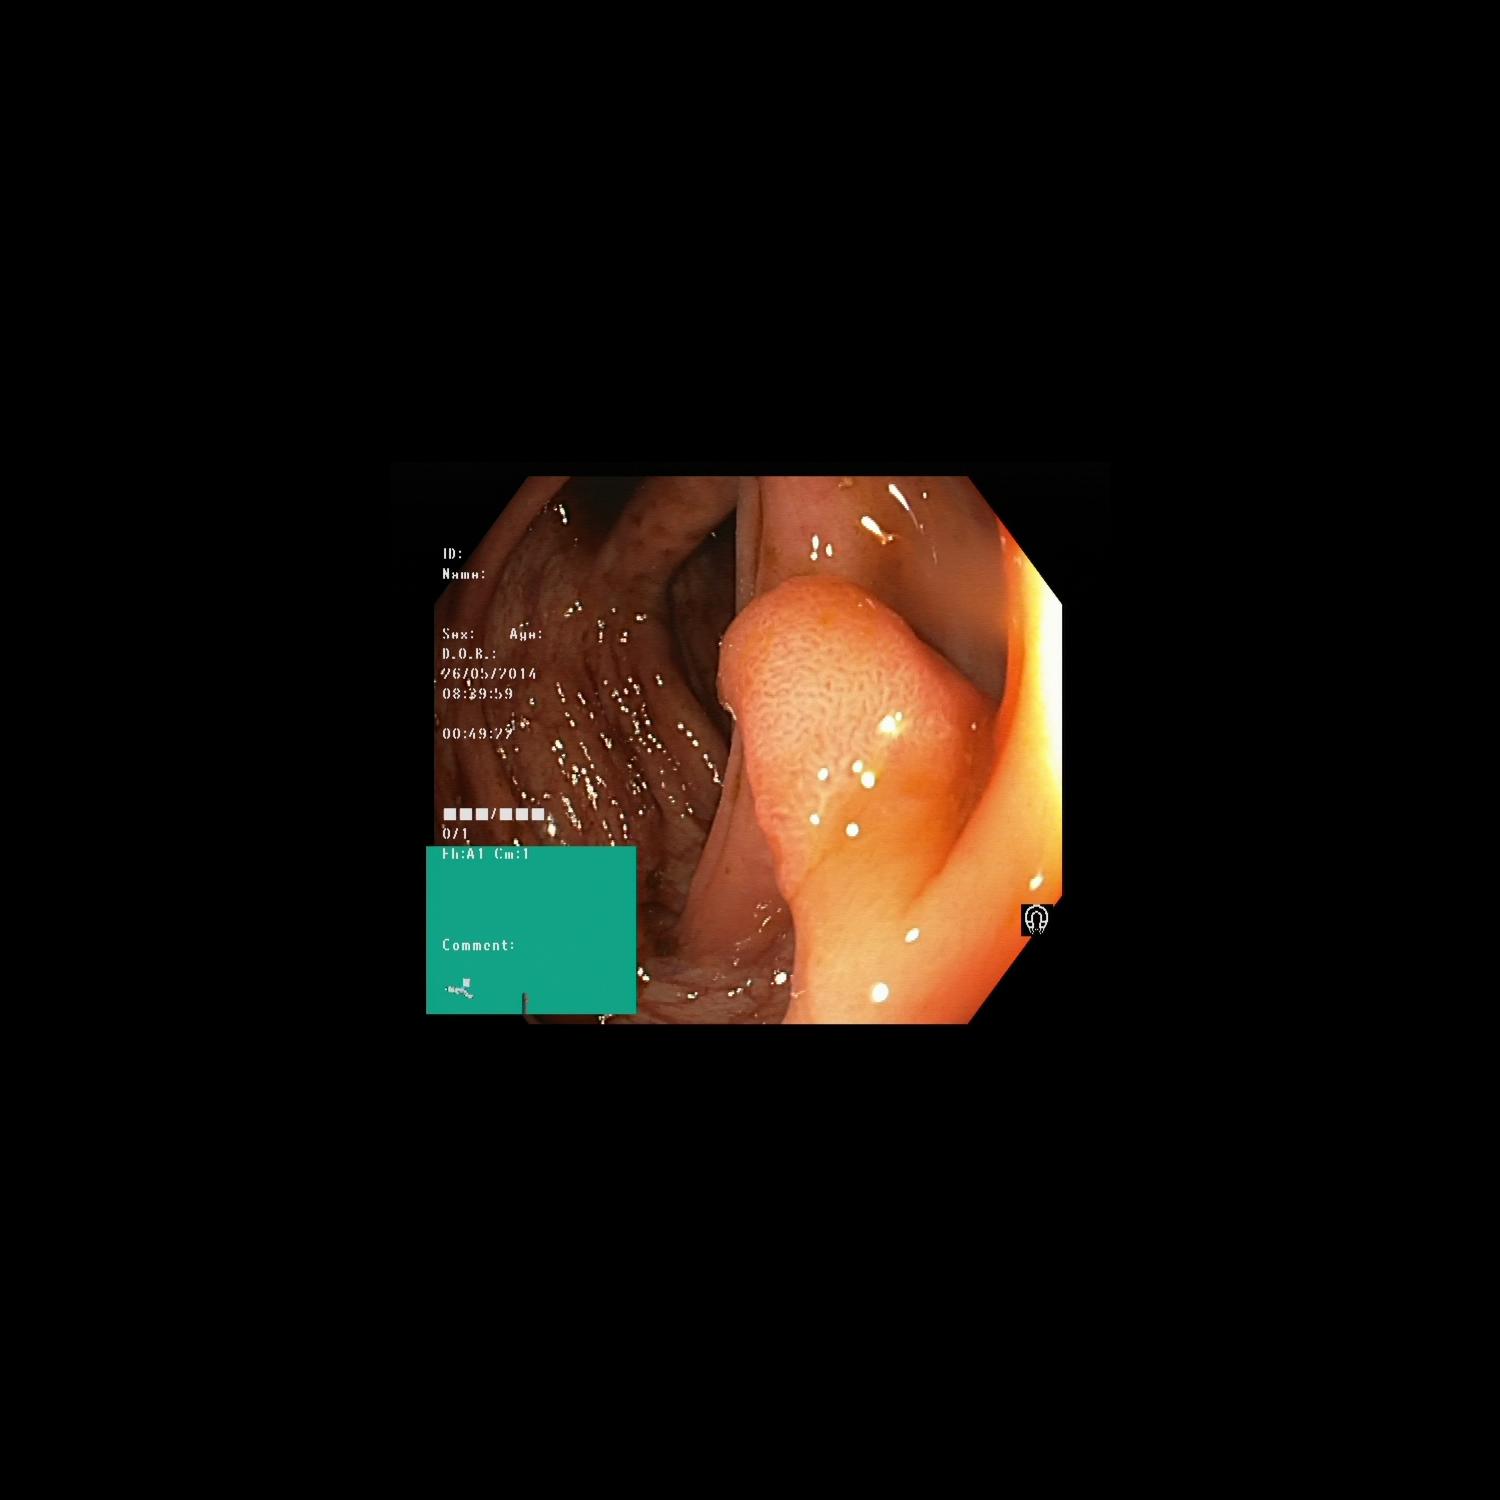 ID:
Name:
Sex: Age:
D.O.B.:
26/05/2014
08:39:59
00:49:27
■■■/■■■
0/1
Eh:A1 Cm:1
Comment: